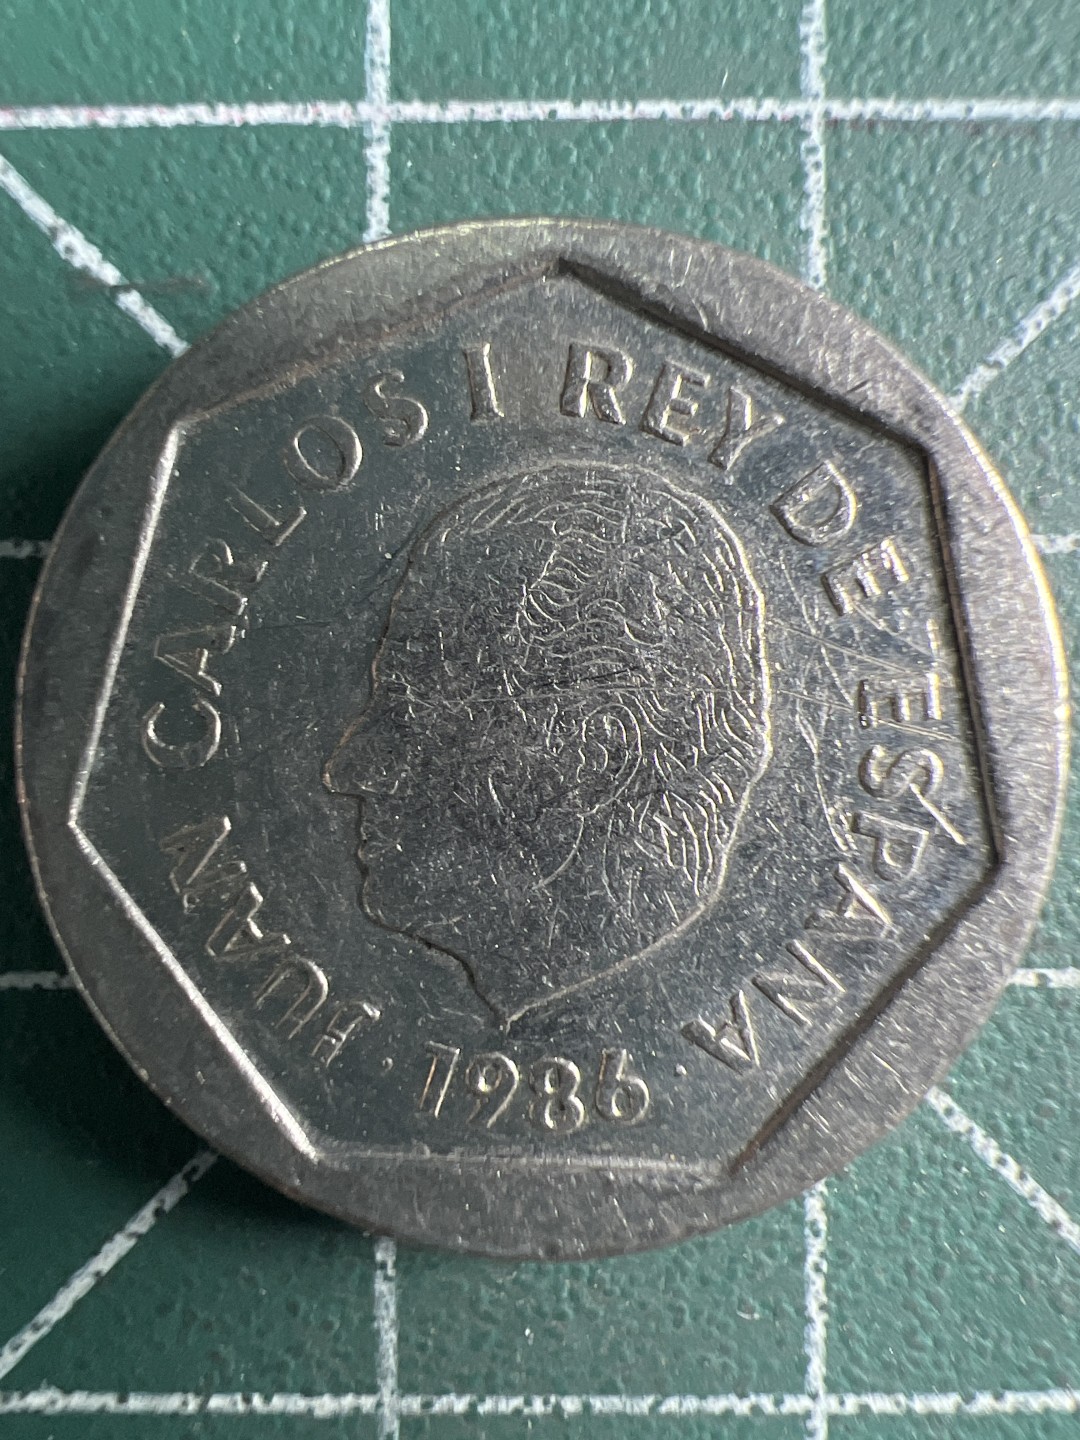 JUAN CARLOS I REY DE ESPAÑA
· 1986 ·